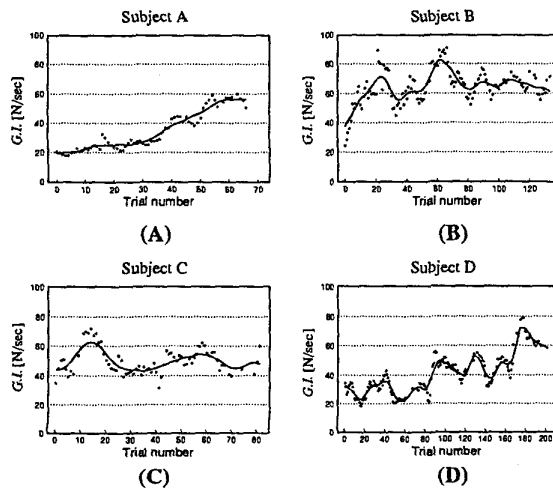 Subject A
G.I. [N/sec]
100
80
60
40
20
0
0 10 20 30 40 50 60 70
Trial number
(A)
Subject B
G.I. [N/sec]
100
80
60
40
20
0
0 20 40 60 80 100 120
Trial number
(B)
Subject C
G.I. [N/sec]
100
80
60
40
20
0
0 10 20 30 40 50 60 70 80
Trial number
(C)
Subject D
G.I. [N/sec]
100
80
60
40
20
0
0 20 40 60 80 100 120 140 160 180 200
Trial number
(D)